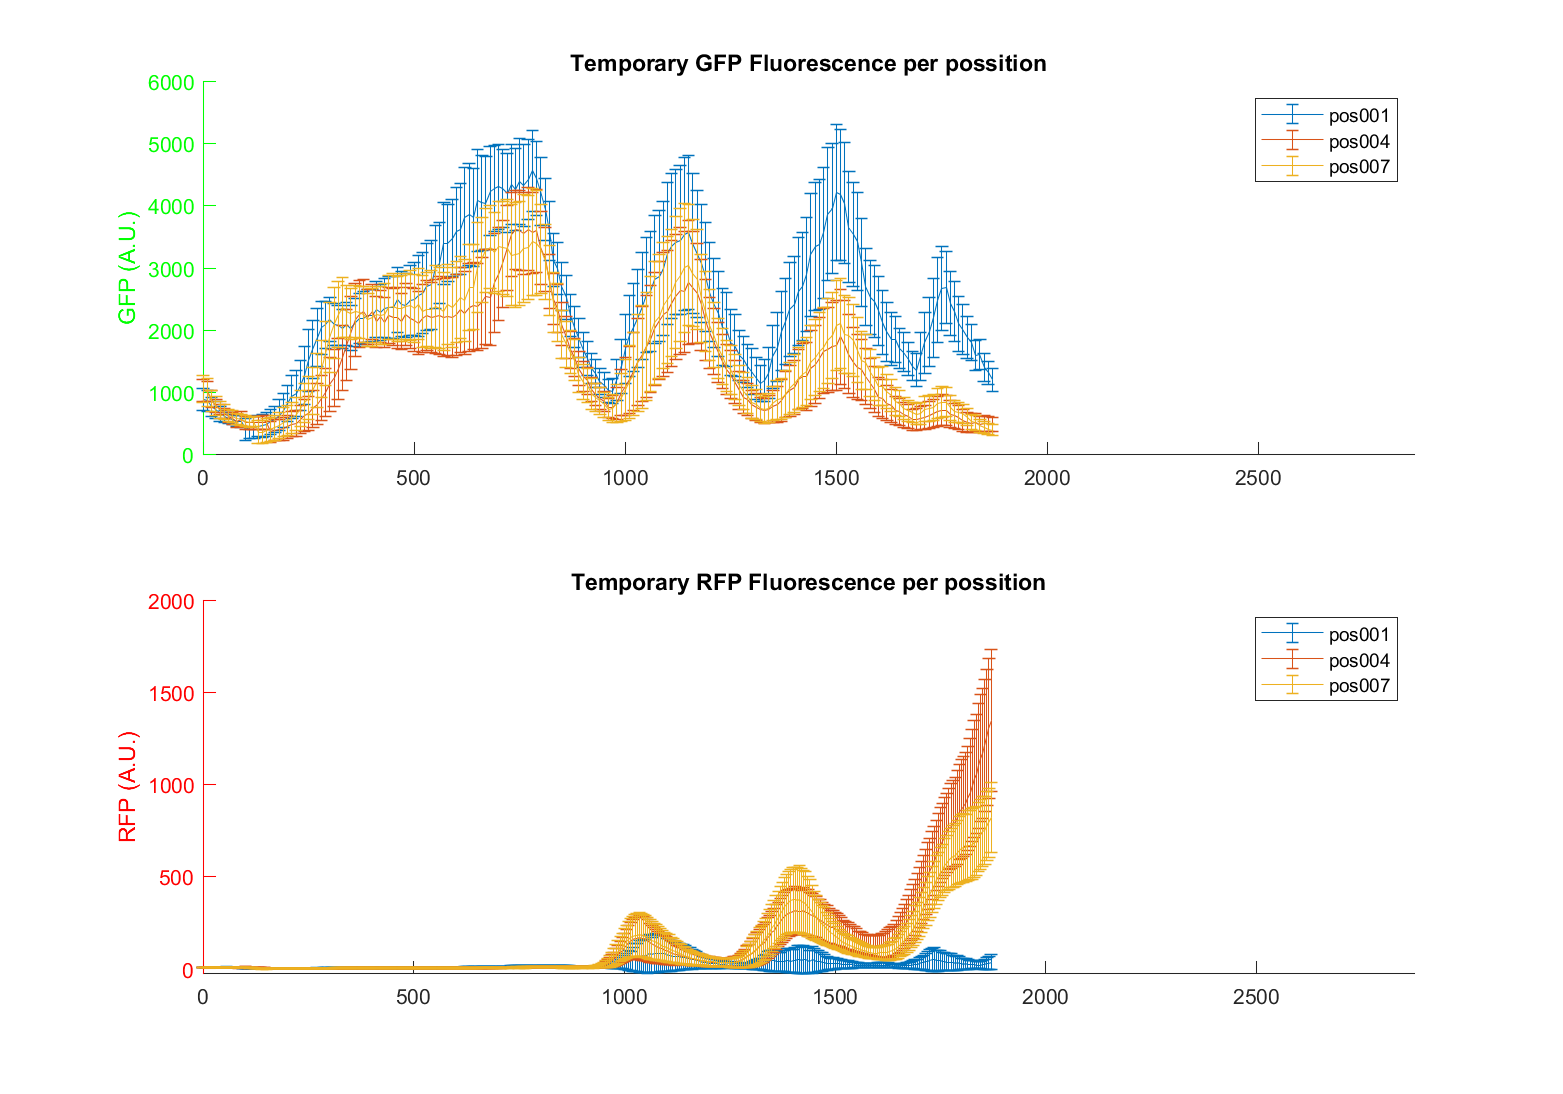 Temporary GFP Fluorescence per possition
6000
5000
4000
3000
2000
1000
0
GFP (A.U.)
0 500 1000 1500 2000 2500
pos001
pos004
pos007
Temporary RFP Fluorescence per possition
2000
1500
1000
500
0
RFP (A.U.)
0 500 1000 1500 2000 2500
pos001
pos004
pos007